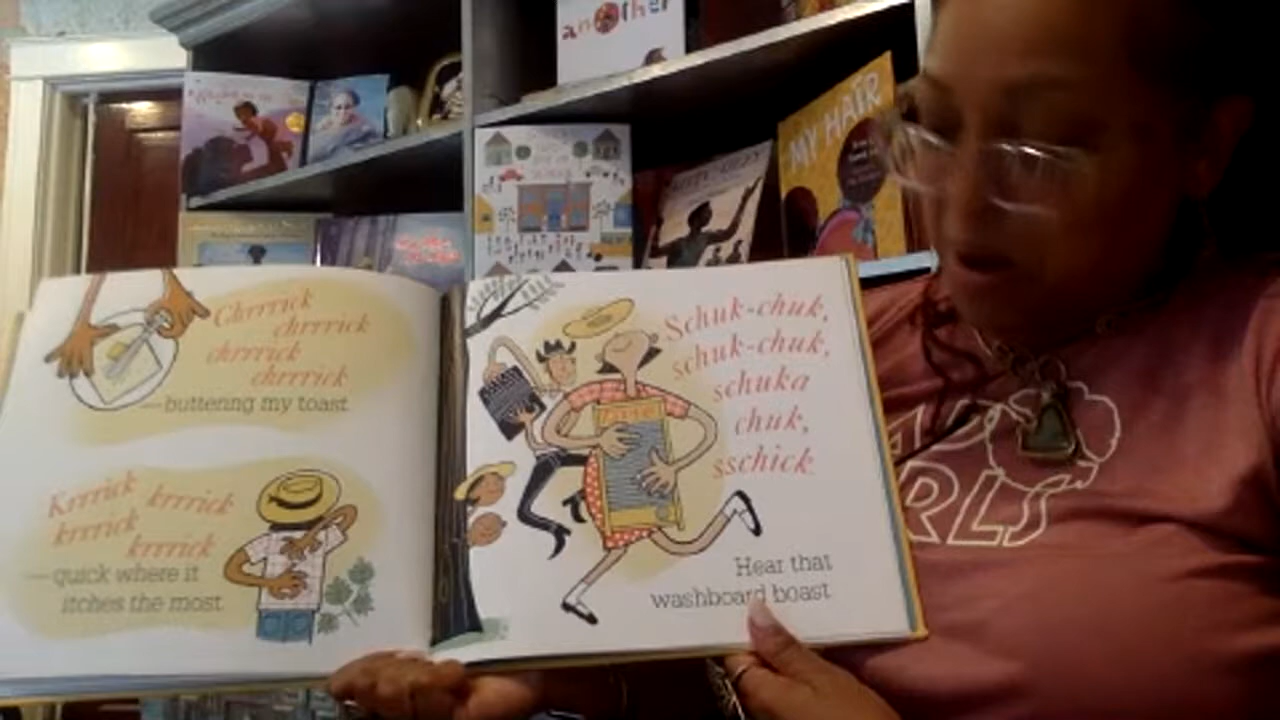 another
MY HAIR
Chrrrick
chrrrick
chrrrick
chrrrick
—buttering my toast.
Krrrick krrrick
krrrick
krrrick
—quick where it
itches the most.
Schuk-chuk,
schuk-chuk,
schuka
chuk,
sschick.
Hear that
washboard boast.
RLS